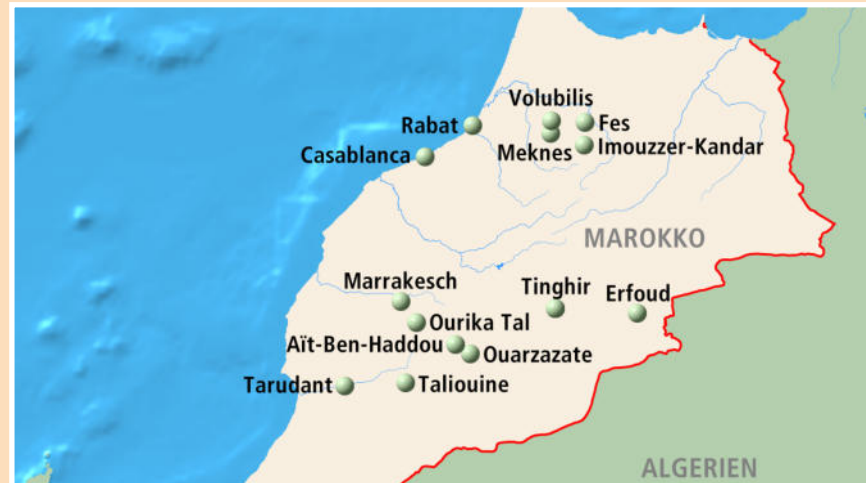 Volubilis
Rabat
Fes
Casablanca
Meknes
Imouzzer-Kandar
MAROKKO
Marrakesch
Tinghir
Erfoud
Ourika Tal
Aït-Ben-Haddou
Ouarzazate
Tarudant
Taliouine
ALGERIEN